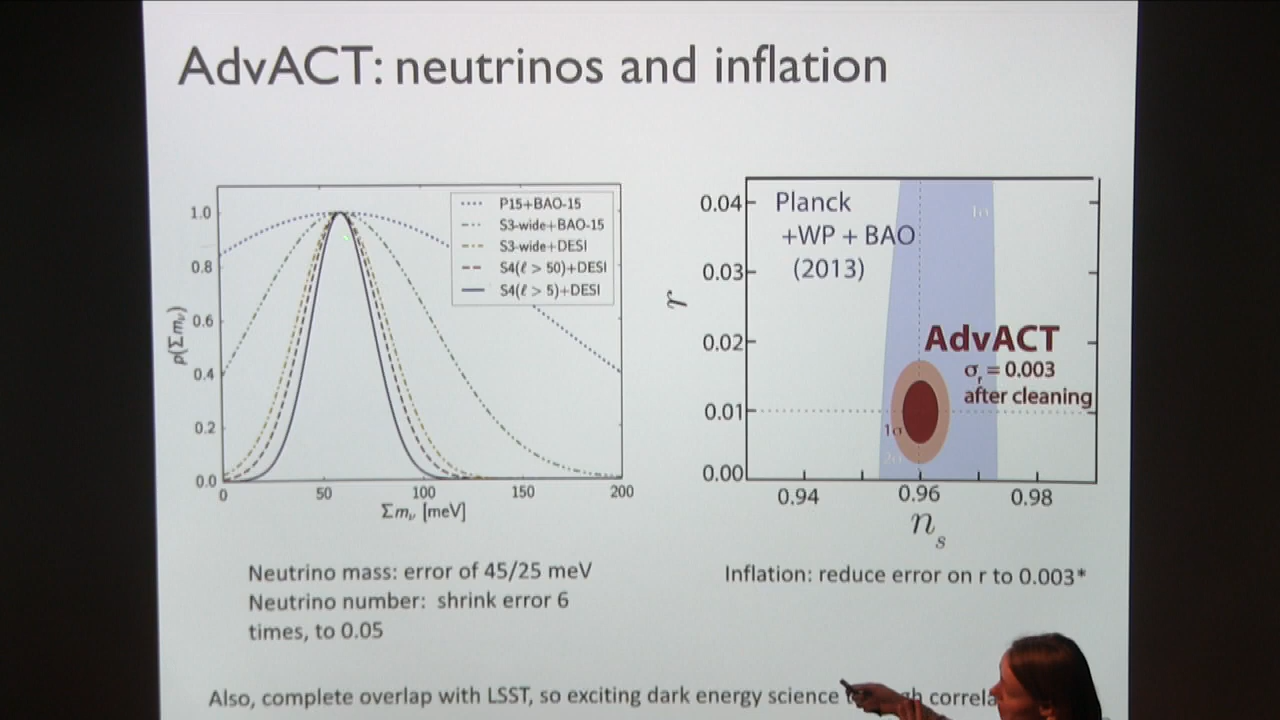 AdvACT: neutrinos and inflation
1.0
0.8
0.6
0.4
0.2
0.0
p(Σmν)
P15+BAO-15
S3-wide+BAO-15
S3-wide+DESI
S4(ℓ > 50)+DESI
S4(ℓ > 5)+DESI
0 50 100 150 200
Σmν [meV]
0.04
0.03
0.02
0.01
0.00
r
Planck
+WP + BAO
(2013)
1σ
AdvACT
σr = 0.003
after cleaning
1σ
2σ
0.94 0.96 0.98
ns
Neutrino mass: error of 45/25 meV
Neutrino number: shrink error 6
times, to 0.05
Inflation: reduce error on r to 0.003*
Also, complete overlap with LSST, so exciting dark energy science